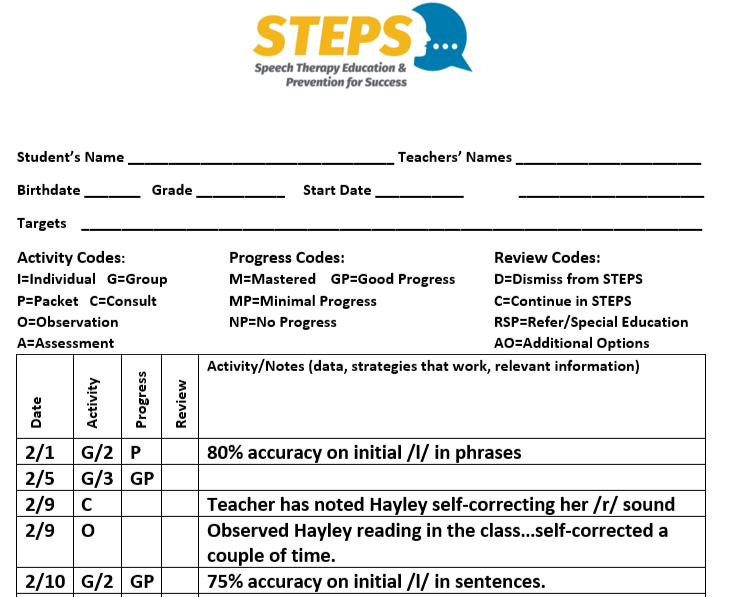 STEPS
Speech Therapy Education &
Prevention for Success
Student's Name ________________________________ Teachers' Names ______________________
Birthdate _______ Grade ___________ Start Date ___________ ______________________
Targets ___________________________________________________________________________
Activity Codes: Progress Codes: Review Codes:
I=Individual G=Group M=Mastered GP=Good Progress D=Dismiss from STEPS
P=Packet C=Consult MP=Minimal Progress C=Continue in STEPS
O=Observation NP=No Progress RSP=Refer/Special Education
A=Assessment AO=Additional Options
Date Activity Progress Review Activity/Notes (data, strategies that work, relevant information)
2/1 G/2 P 80% accuracy on initial /l/ in phrases
2/5 G/3 GP
2/9 C Teacher has noted Hayley self-correcting her /r/ sound
2/9 O Observed Hayley reading in the class...self-corrected a
couple of time.
2/10 G/2 GP 75% accuracy on initial /l/ in sentences.